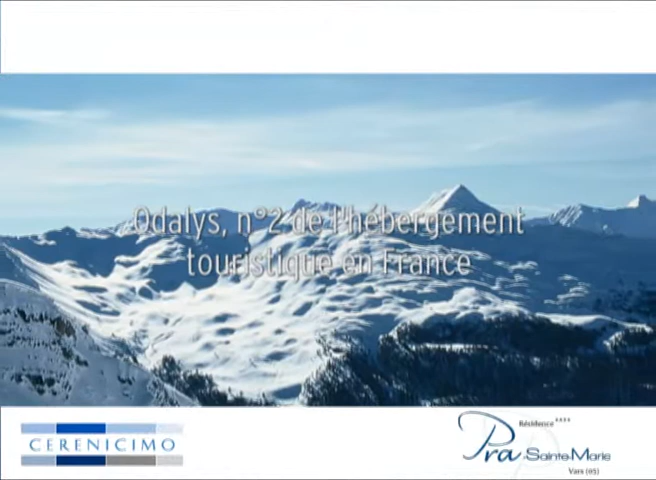 Odalys, n°2 de l'hébergement
touristique en France
CERENICIMO
Résidence ****
Pra Sainte-Marie
Vars (05)